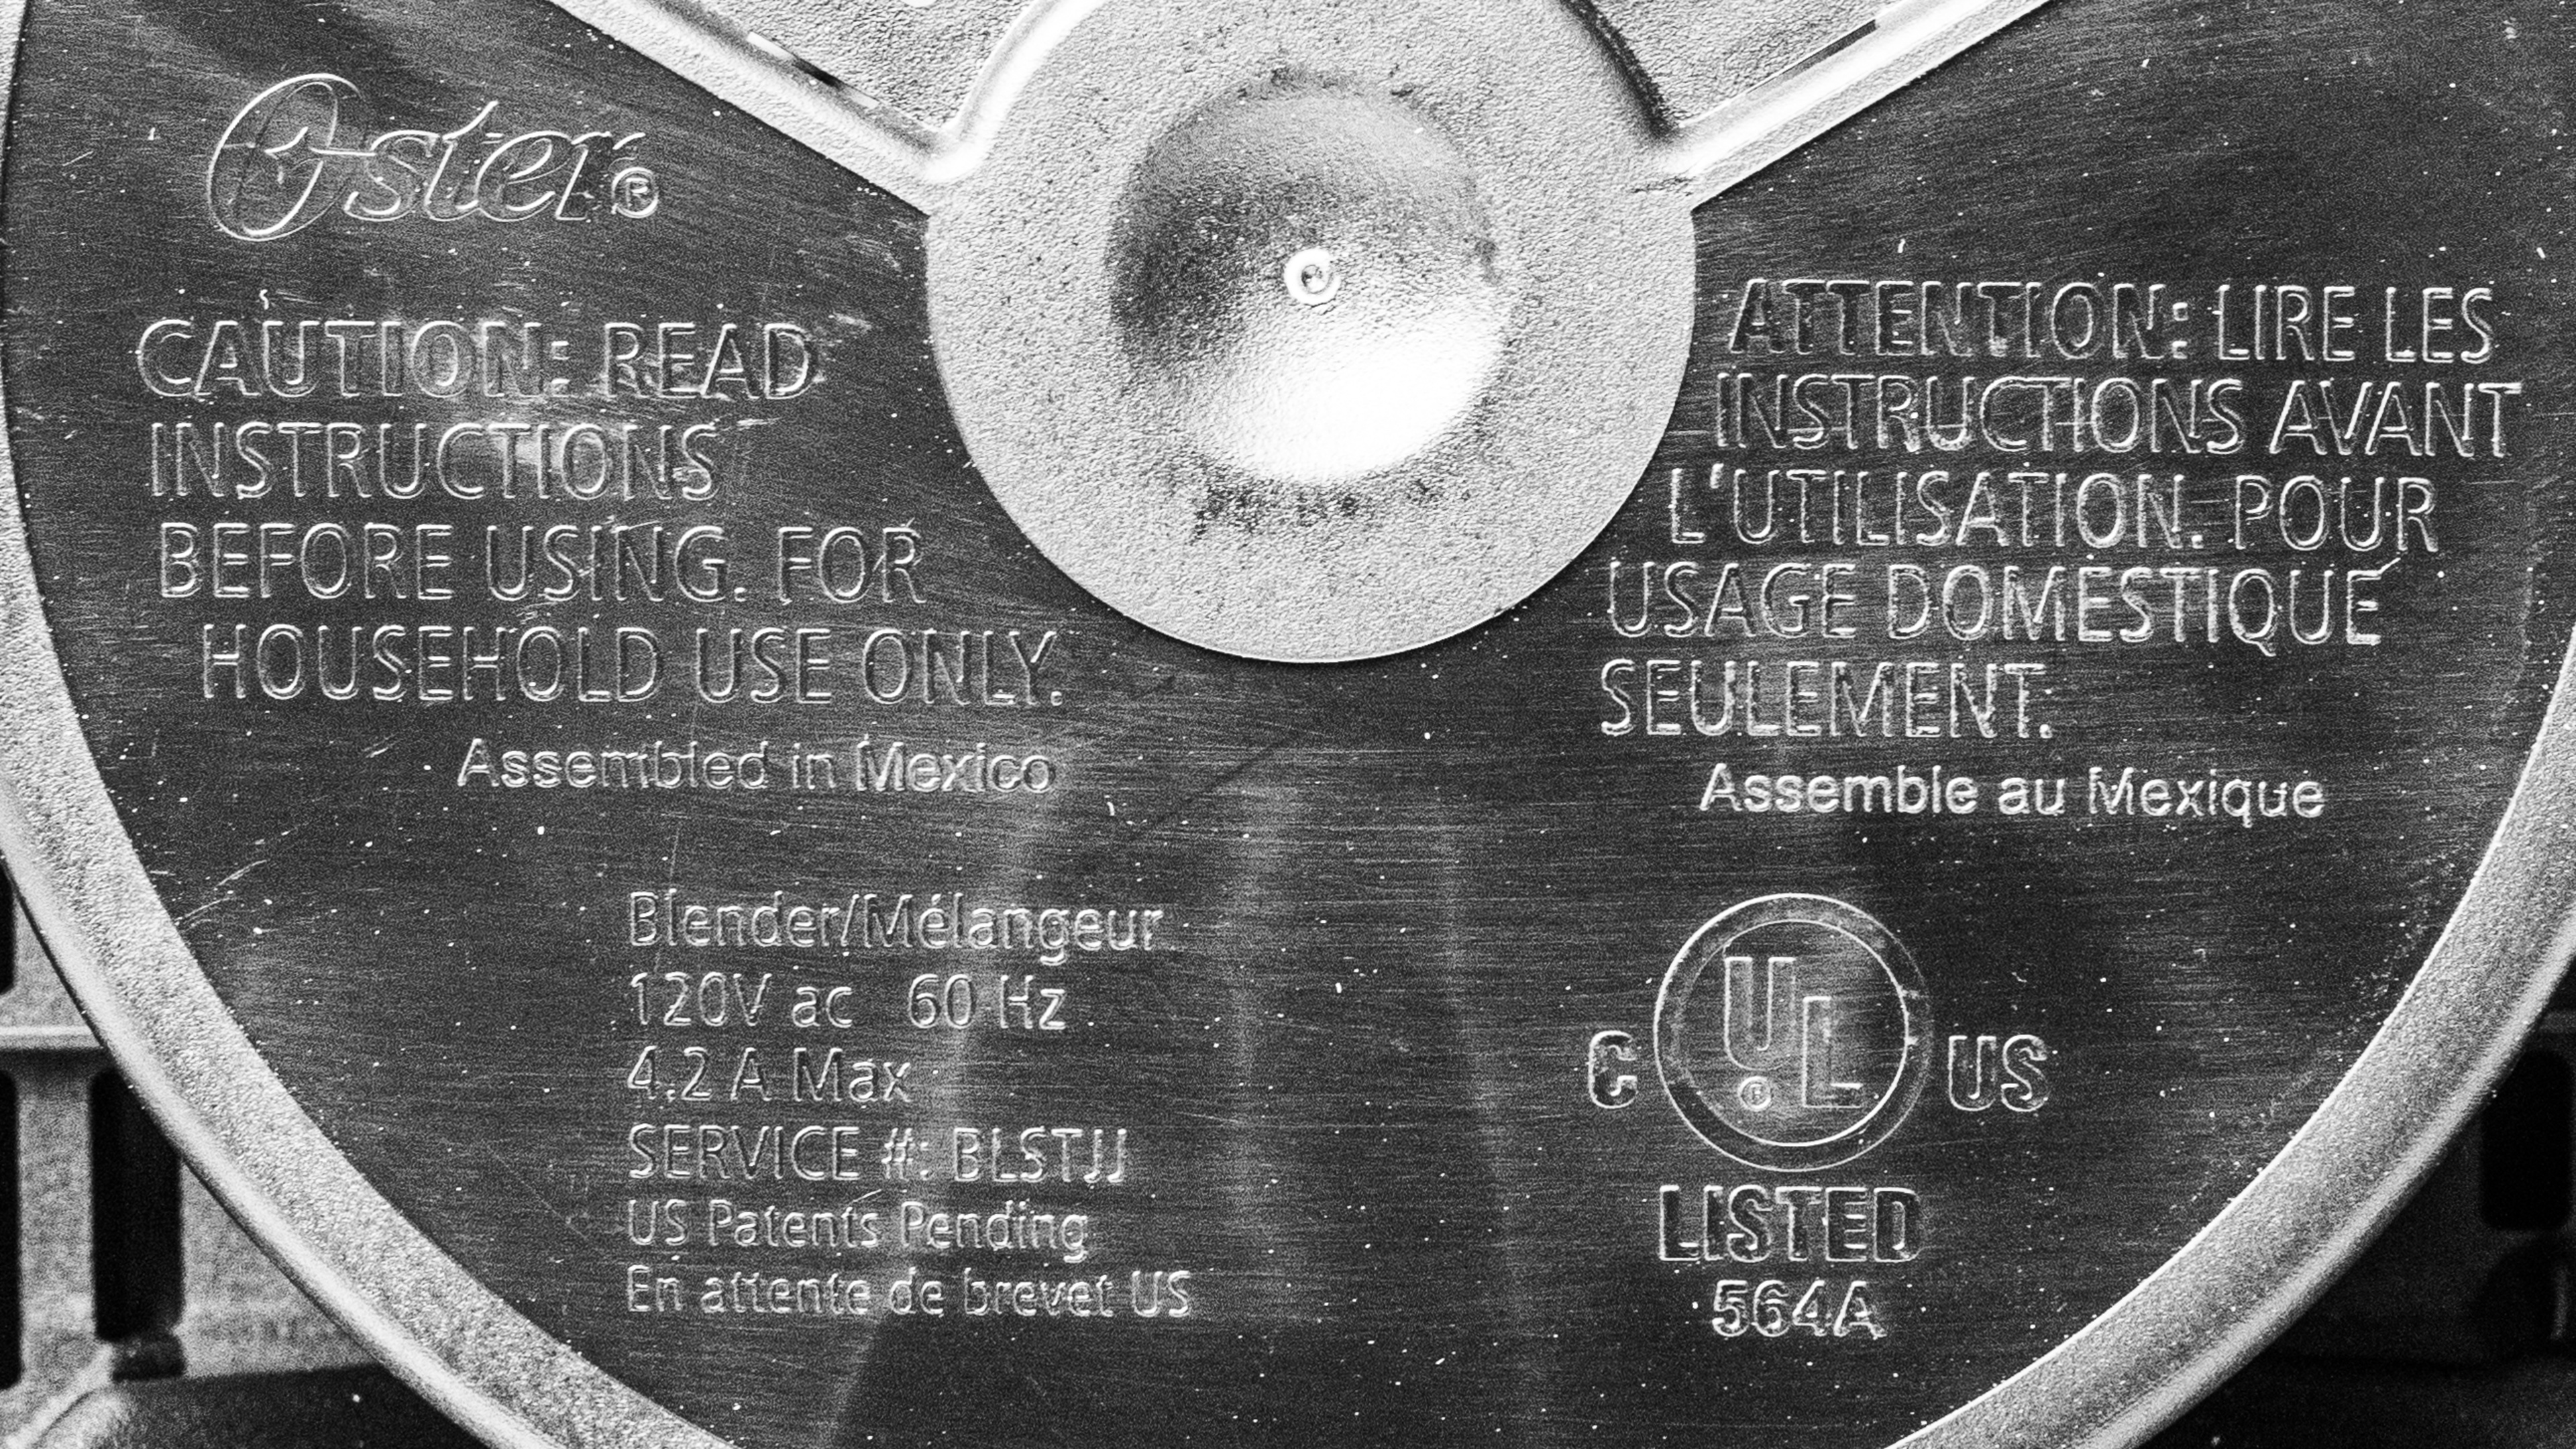 Oster®
CAUTION: READ
INSTRUCTIONS
BEFORE USING. FOR
HOUSEHOLD USE ONLY.
Assembled in Mexico
Blender/Mélangeur
120V ac 60 Hz
4.2 A Max
SERVICE #: BLSTJJ
US Patents Pending
En attente de brevet US
ATTENTION: LIRE LES
INSTRUCTIONS AVANT
L'UTILISATION. POUR
USAGE DOMESTIQUE
SEULEMENT.
Assemble au Mexique
C UL® US
LISTED
564A